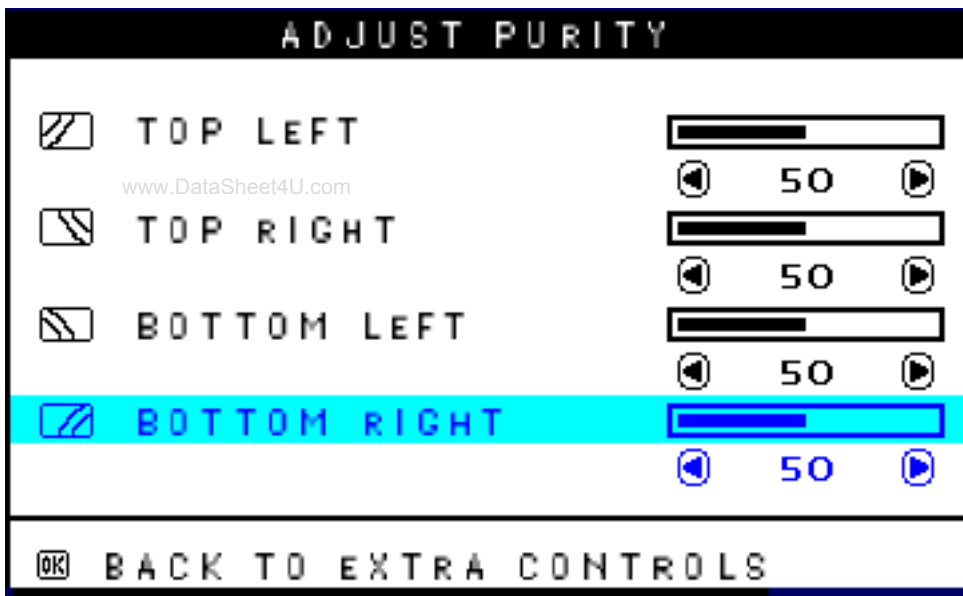 ADJUST PURITY
TOP LEFT
50
www.DataSheet4U.com
TOP RIGHT
50
BOTTOM LEFT
50
BOTTOM RIGHT
50
OK BACK TO EXTRA CONTROLS